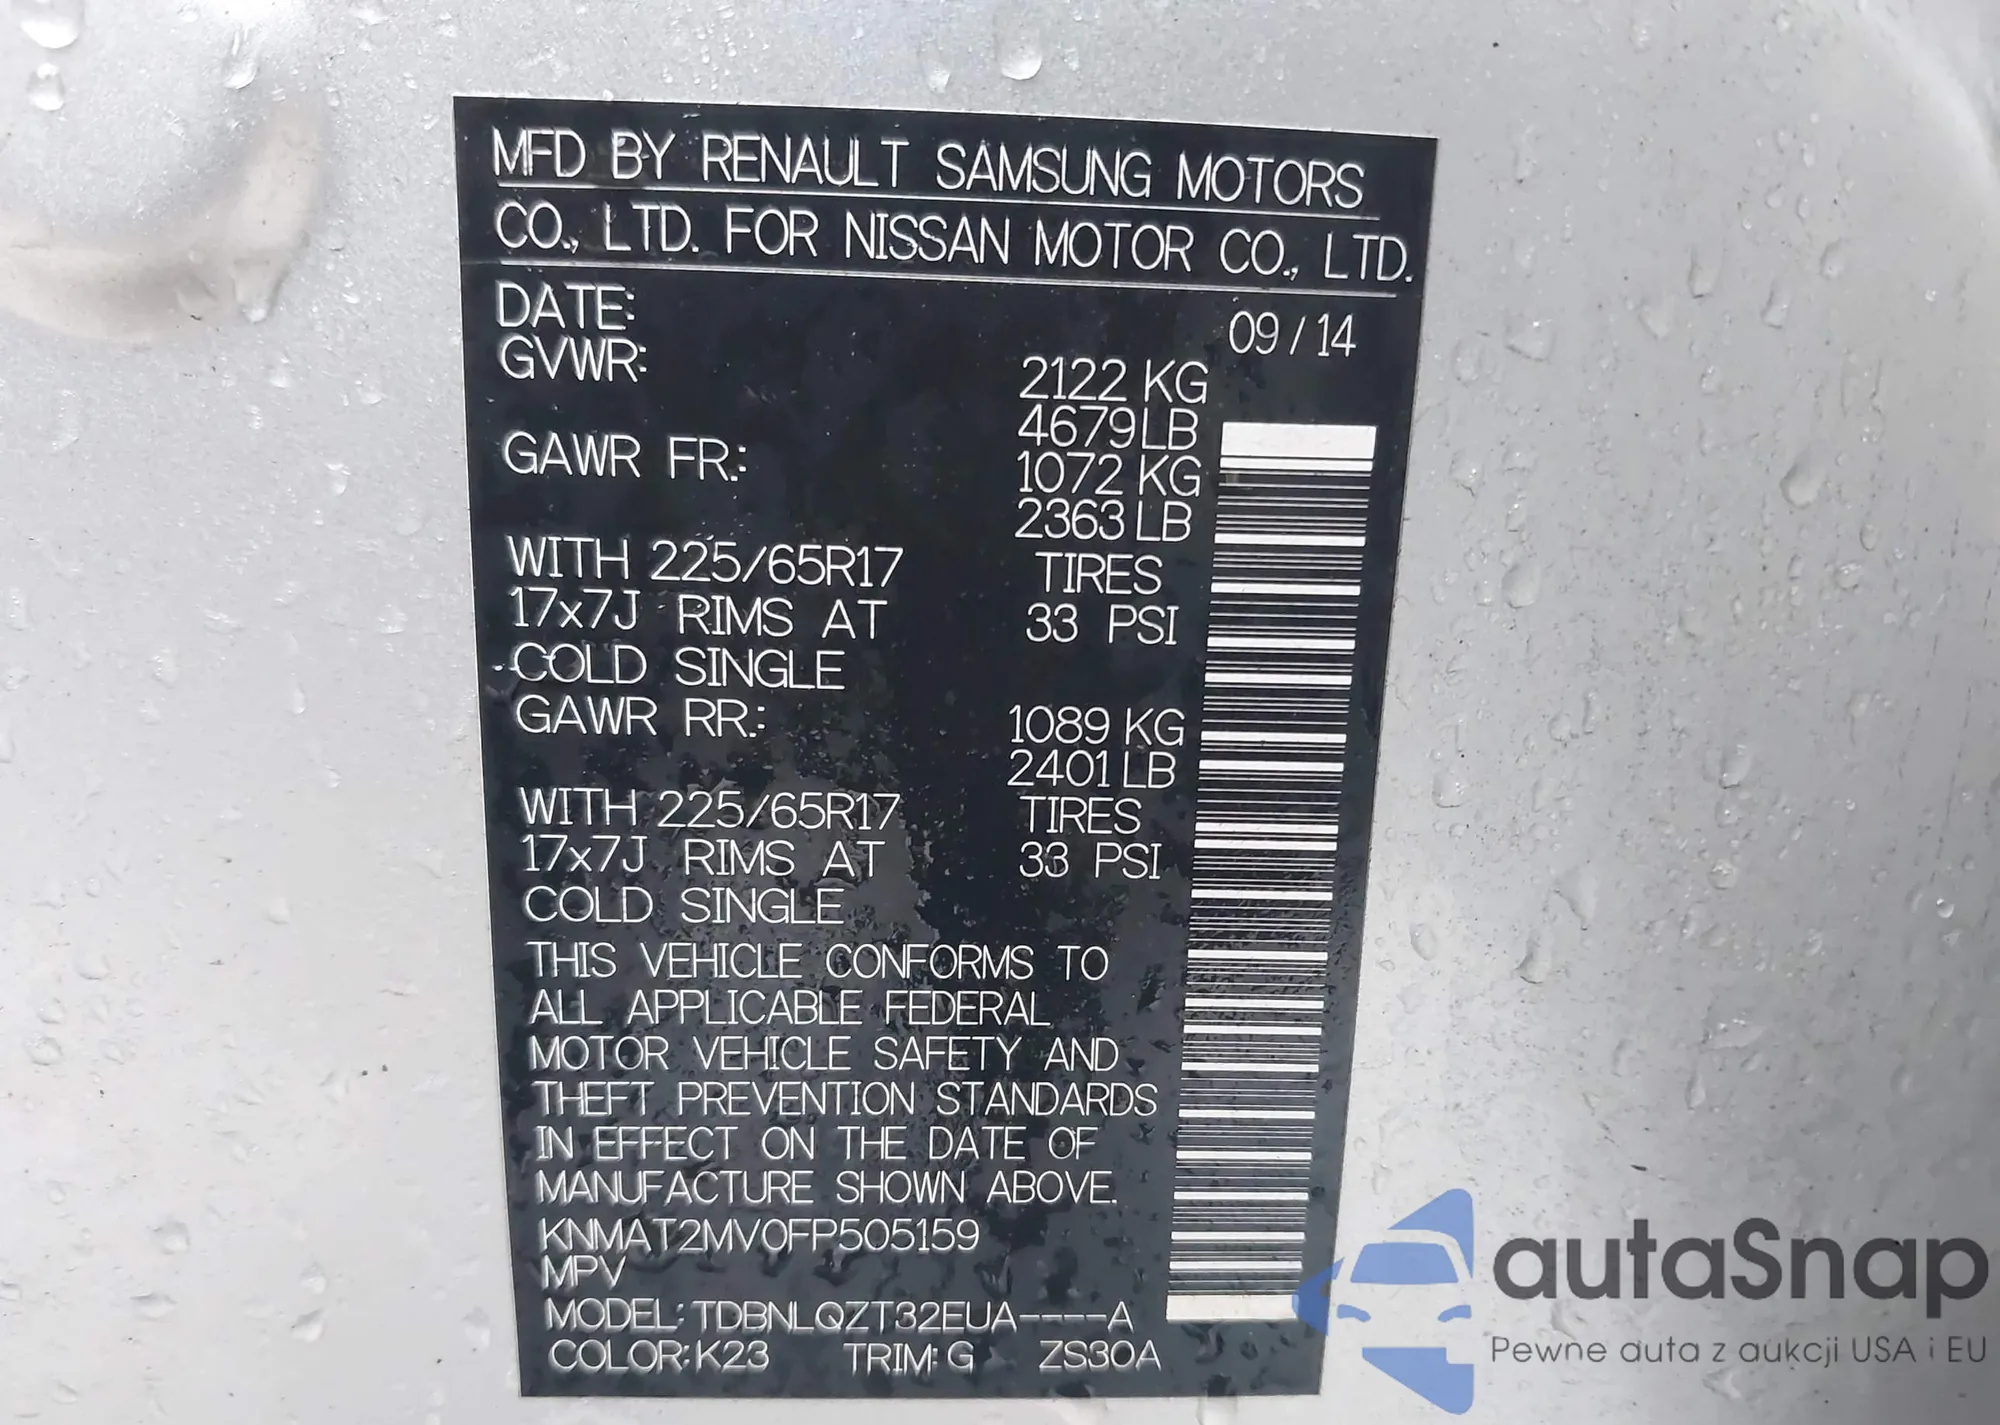 MFD BY RENAULT SAMSUNG MOTORS
CO., LTD. FOR NISSAN MOTOR CO., LTD.
DATE: 09 / 14
GVWR: 2122 KG
4679 LB
GAWR FR.: 1072 KG
2363 LB
WITH 225/65R17 TIRES
17x7J RIMS AT 33 PSI
COLD SINGLE
GAWR RR.: 1089 KG
2401 LB
WITH 225/65R17 TIRES
17x7J RIMS AT 33 PSI
COLD SINGLE
THIS VEHICLE CONFORMS TO
ALL APPLICABLE FEDERAL
MOTOR VEHICLE SAFETY AND
THEFT PREVENTION STANDARDS
IN EFFECT ON THE DATE OF
MANUFACTURE SHOWN ABOVE.
KNMAT2MV0FP505159
MPV
MODEL: TDBNLQZT32EUA----A
COLOR: K23 TRIM: G ZS30A
autaSnap
Pewne auta z aukcji USA i EU